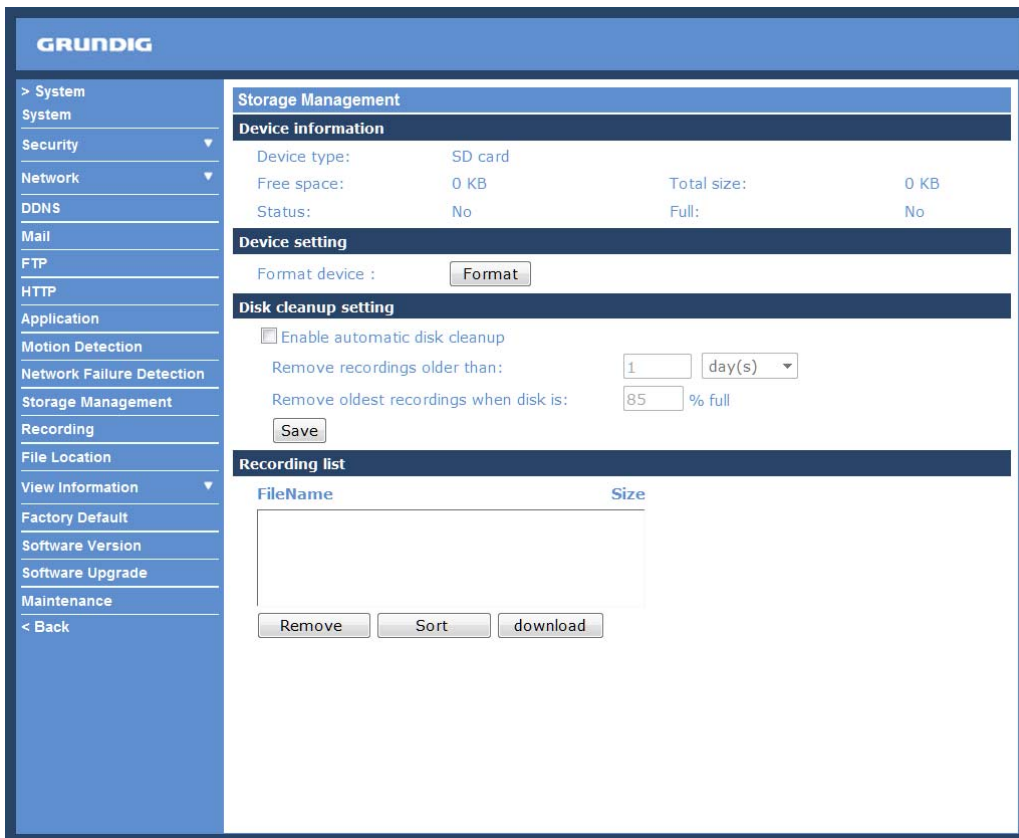 GRUNDIG
> System
System
Security
Network
DDNS
Mail
FTP
HTTP
Application
Motion Detection
Network Failure Detection
Storage Management
Recording
File Location
View Information
Factory Default
Software Version
Software Upgrade
Maintenance
< Back
Storage Management
Device information
Device type: SD card
Free space: 0 KB Total size: 0 KB
Status: No Full: No
Device setting
Format device : Format
Disk cleanup setting
Enable automatic disk cleanup
Remove recordings older than: 1 day(s)
Remove oldest recordings when disk is: 85 % full
Save
Recording list
FileName Size
Remove Sort download